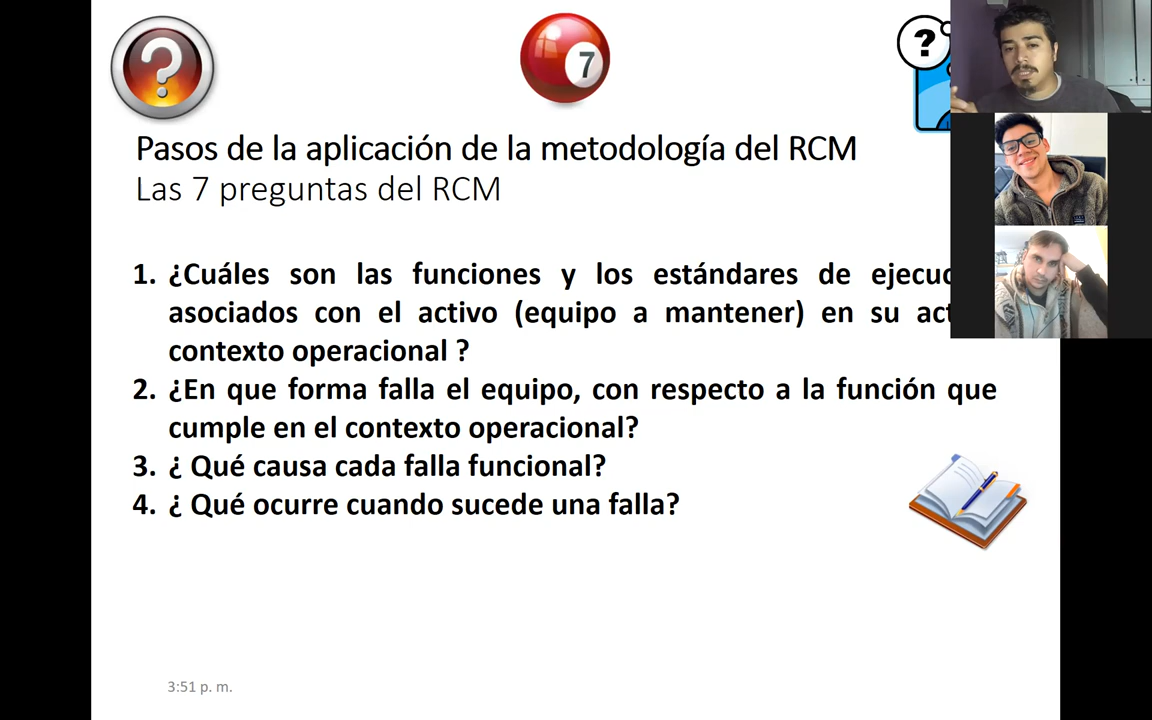 ?
7
?
Pasos de la aplicación de la metodología del RCM
Las 7 preguntas del RCM
1. ¿Cuáles son las funciones y los estándares de
asociados con el activo (equipo a mantener) en su
contexto operacional ?
2. ¿En que forma falla el equipo, con respecto a la función que
cumple en el contexto operacional?
3. ¿ Qué causa cada falla funcional?
4. ¿ Qué ocurre cuando sucede una falla?
3:51 p. m.